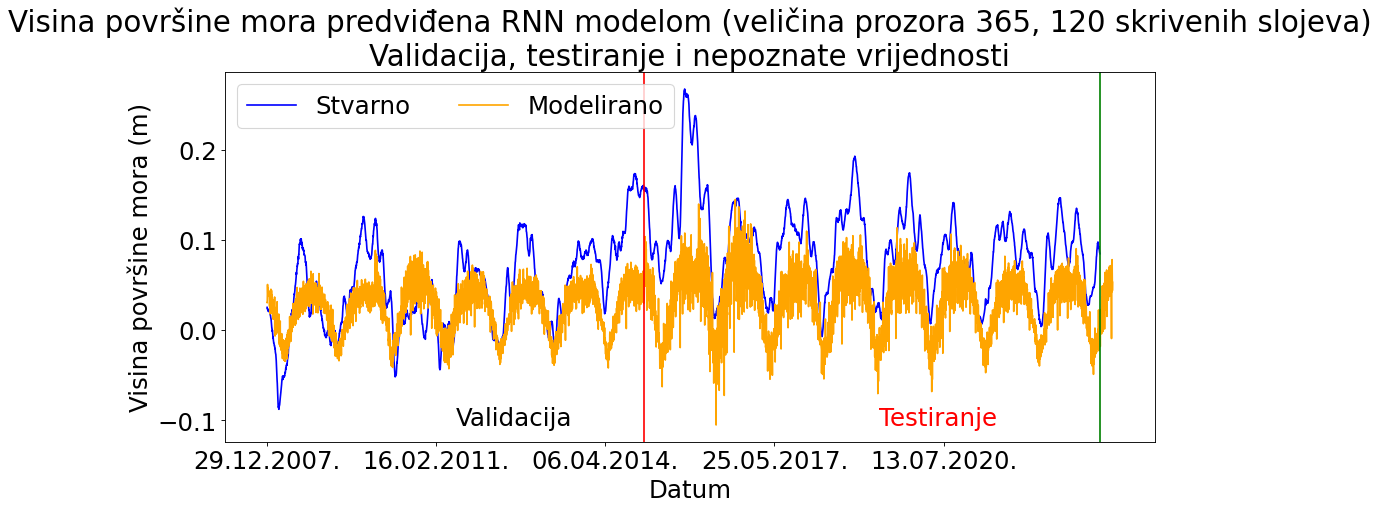 Visina površine mora predviđena RNN modelom (veličina prozora 365, 120 skrivenih slojeva)
Validacija, testiranje i nepoznate vrijednosti
Stvarno
Modelirano
Visina površine mora (m)
0.2
0.1
0.0
−0.1
Validacija
Testiranje
29.12.2007.
16.02.2011.
06.04.2014.
25.05.2017.
13.07.2020.
Datum